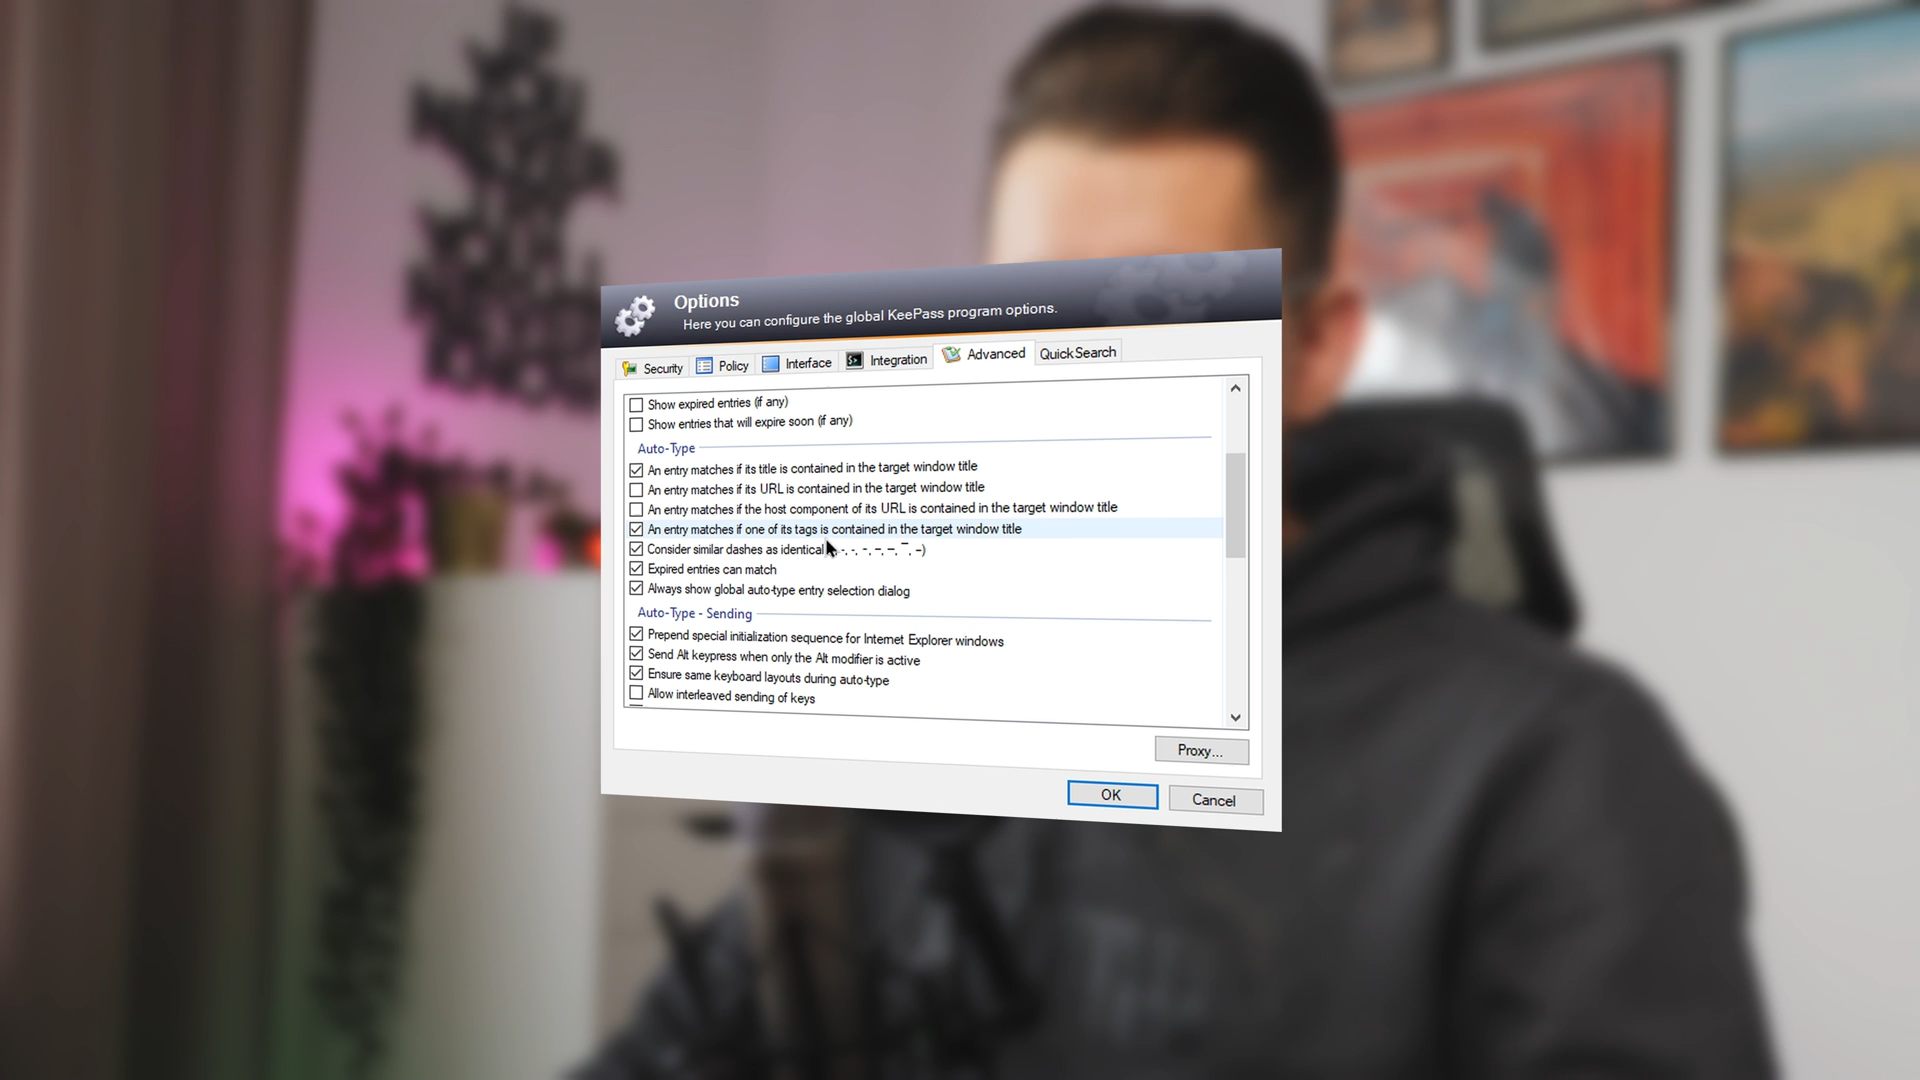 Options
Here you can configure the global KeePass program options.
Security Policy Interface Integration Advanced QuickSearch
Show expired entries (if any)
Show entries that will expire soon (if any)
Auto-Type
An entry matches if its title is contained in the target window title
An entry matches if its URL is contained in the target window title
An entry matches if the host component of its URL is contained in the target window title
An entry matches if one of its tags is contained in the target window title
Consider similar dashes as identical
Expired entries can match
Always show global auto-type entry selection dialog
Auto-Type - Sending
Prepend special initialization sequence for Internet Explorer windows
Send Alt keypress when only the Alt modifier is active
Ensure same keyboard layouts during auto-type
Allow interleaved sending of keys
Proxy...
OK Cancel